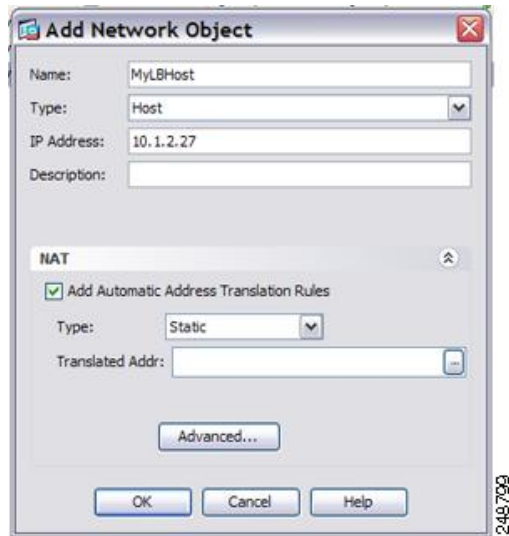 Add Network Object
Name: MyLBHost
Type: Host
IP Address: 10.1.2.27
Description:
NAT
Add Automatic Address Translation Rules
Type: Static
Translated Addr: ...
Advanced...
OK Cancel Help
248799